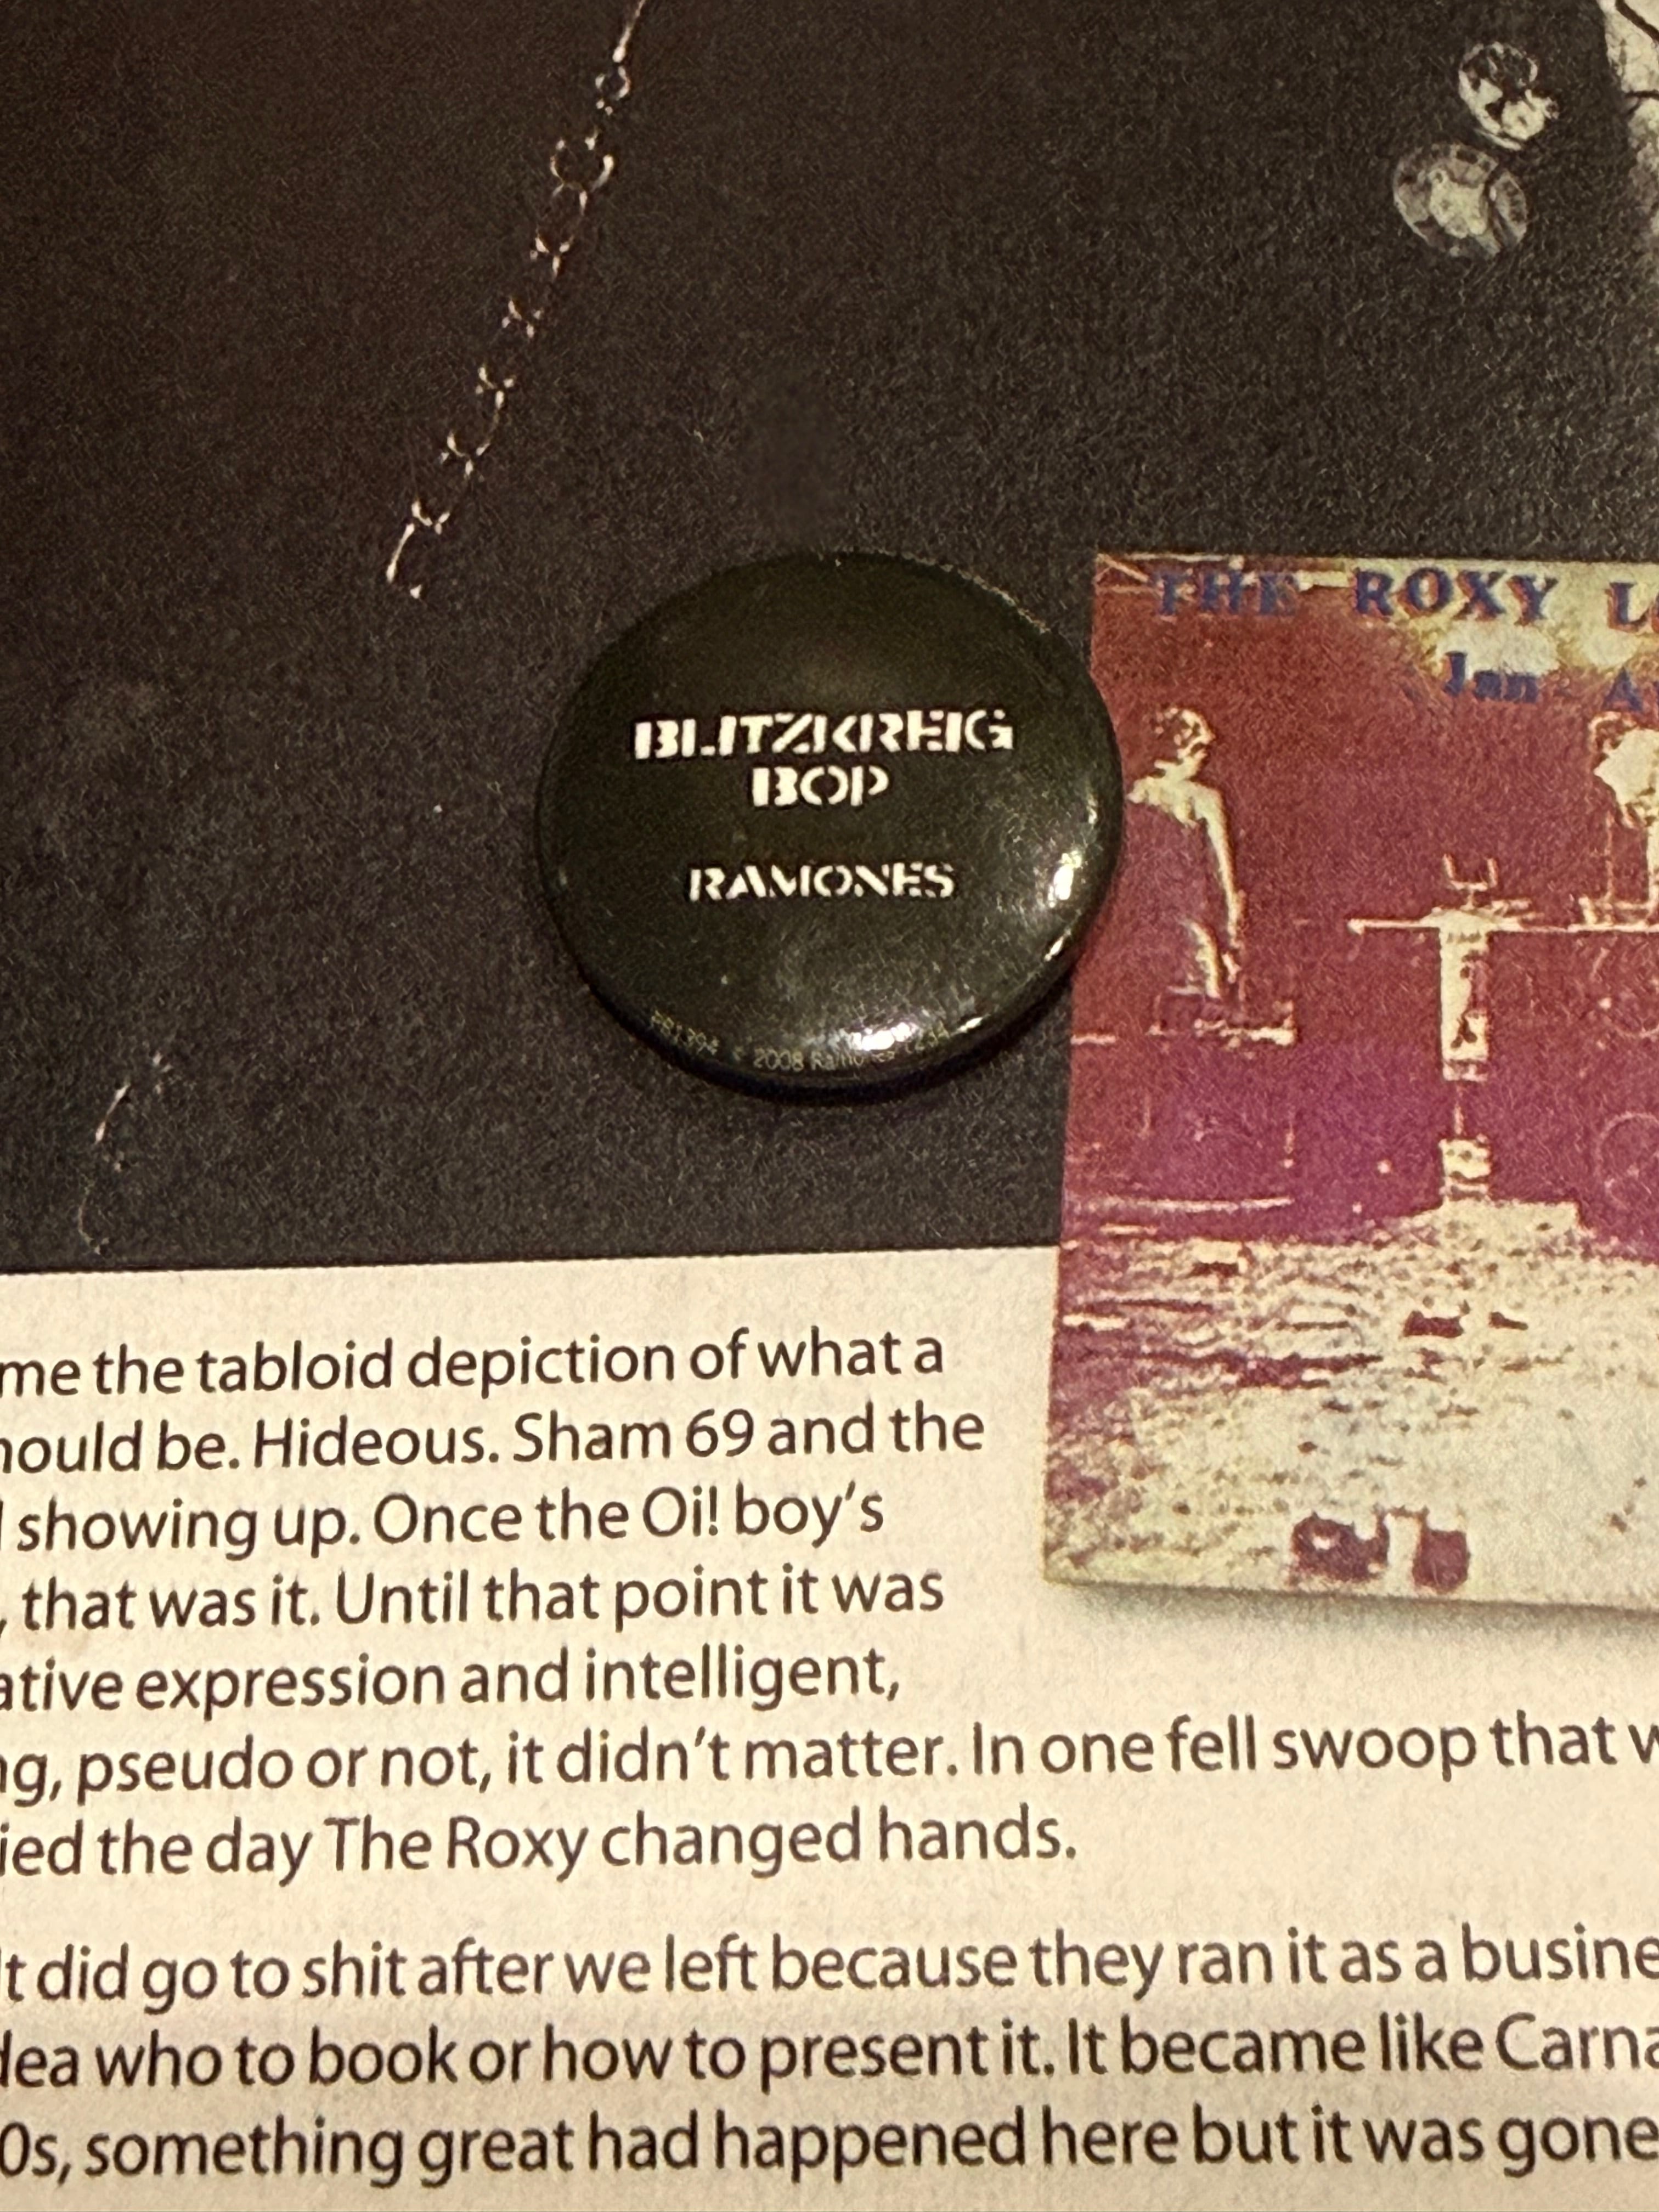 BLITZKREIG
BOP
RAMONES
PB1394 © 2008 Ramones
THE ROXY
Jan
me the tabloid depiction of what a
hould be. Hideous. Sham 69 and the
showing up. Once the Oi! boy's
, that was it. Until that point it was
ative expression and intelligent,
ng, pseudo or not, it didn't matter. In one fell swoop that w
ied the day The Roxy changed hands.
t did go to shit after we left because they ran it as a busine
dea who to book or how to present it. It became like Carna
0s, something great had happened here but it was gone